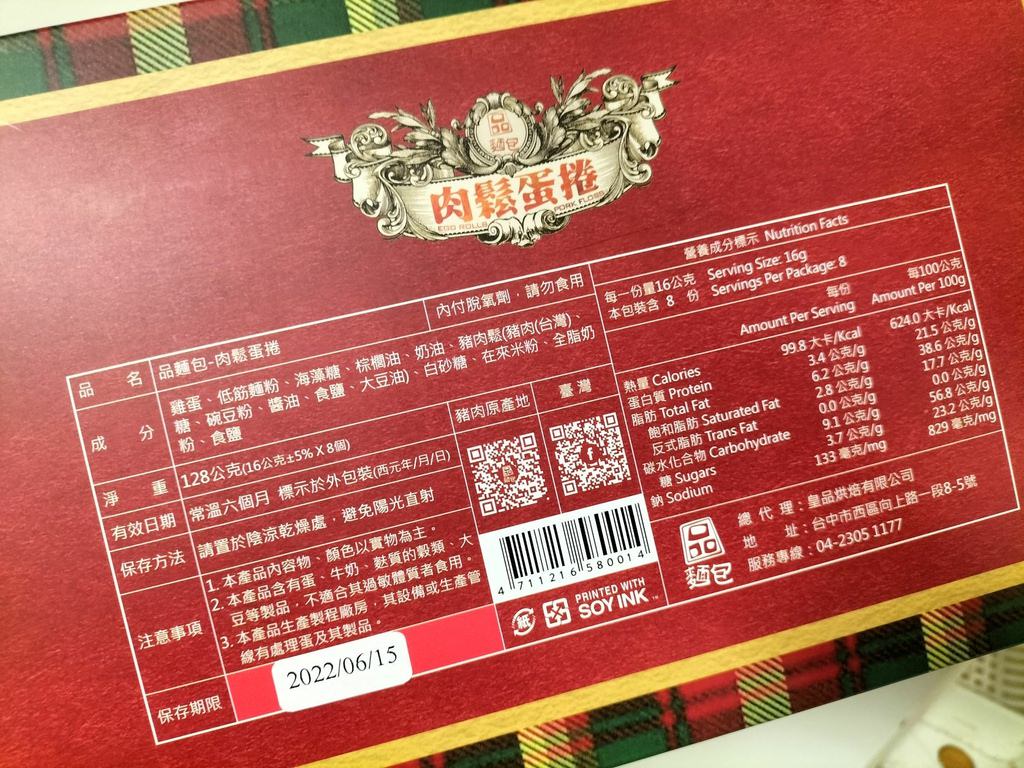 品
麵包
肉鬆蛋捲
EGG ROLLS PORK FLOSS
內付脫氧劑，請勿食用
品名 品麵包-肉鬆蛋捲
成分 雞蛋、低筋麵粉、海藻糖、棕櫚油、奶油、豬肉鬆(豬肉(台灣)、
糖、碗豆粉、醬油、食鹽、大豆油)、白砂糖、在來米粉、全脂奶
粉、食鹽
淨重 128公克(16公克±5% X 8個)
有效日期 常溫六個月 標示於外包裝(西元年/月/日)
保存方法 請置於陰涼乾燥處，避免陽光直射
注意事項 1. 本產品內容物、顏色以實物為主。
2. 本產品含有蛋、牛奶、麩質的穀類、大
豆等製品，不適合其過敏體質者食用。
3. 本產品生產製程廠房，其設備或生產管
線有處理蛋及其製品。
保存期限 2022/06/15
豬肉原產地 臺灣
4 711216 580014
紙
PRINTED WITH
SOY INK™
營養成分標示 Nutrition Facts
每一份量16公克 Serving Size: 16g
本包裝含 8 份 Servings Per Package: 8
每份 每100公克
Amount Per Serving Amount Per 100g
熱量 Calories 99.8 大卡/Kcal 624.0 大卡/Kcal
蛋白質 Protein 3.4 公克/g 21.5 公克/g
脂肪 Total Fat 6.2 公克/g 38.6 公克/g
飽和脂肪 Saturated Fat 2.8 公克/g 17.7 公克/g
反式脂肪 Trans Fat 0.0 公克/g 0.0 公克/g
碳水化合物 Carbohydrate 9.1 公克/g 56.8 公克/g
糖 Sugars 3.7 公克/g 23.2 公克/g
鈉 Sodium 133 毫克/mg 829 毫克/mg
品
麵包
總代理：皇品烘焙有限公司
地址：台中市西區向上路一段8-5號
服務專線：04-2305 1177